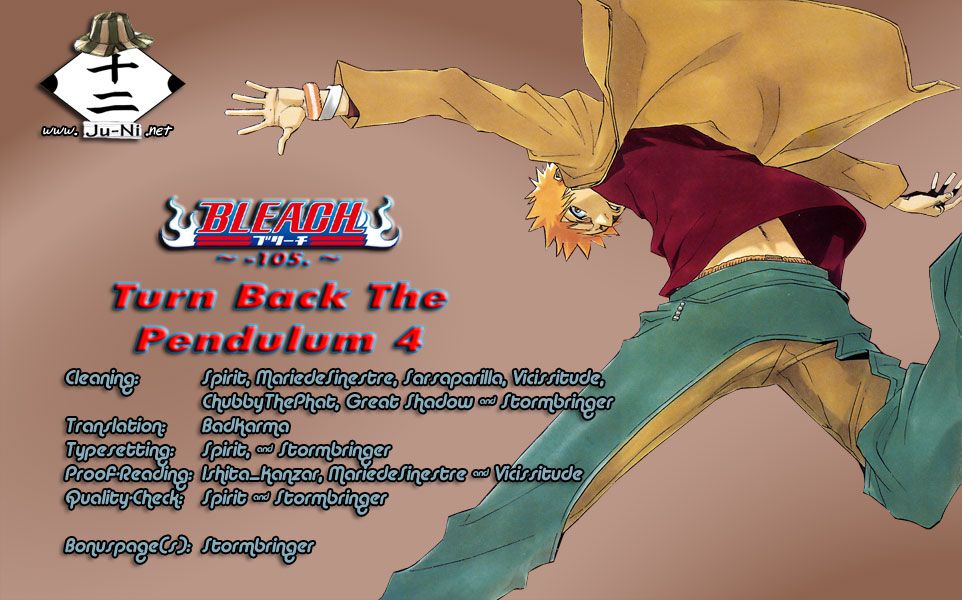 十二
www. Ju-Ni .net
BLEACH
ブリーチ
~ -105. ~
Turn Back The
Pendulum 4
Cleaning: Spirit, MariedeSinestre, Sarsaparilla, Vicissitude,
ChubbyThePhat, Great Shadow and Stormbringer
Translation: BadKarma
Typesetting: Spirit, and Stormbringer
Proof-Reading: Ishita_Kanzar, MariedeSinestre and Vicissitude
Quality-Check: Spirit and Stormbringer
Bonuspage(s): Stormbringer